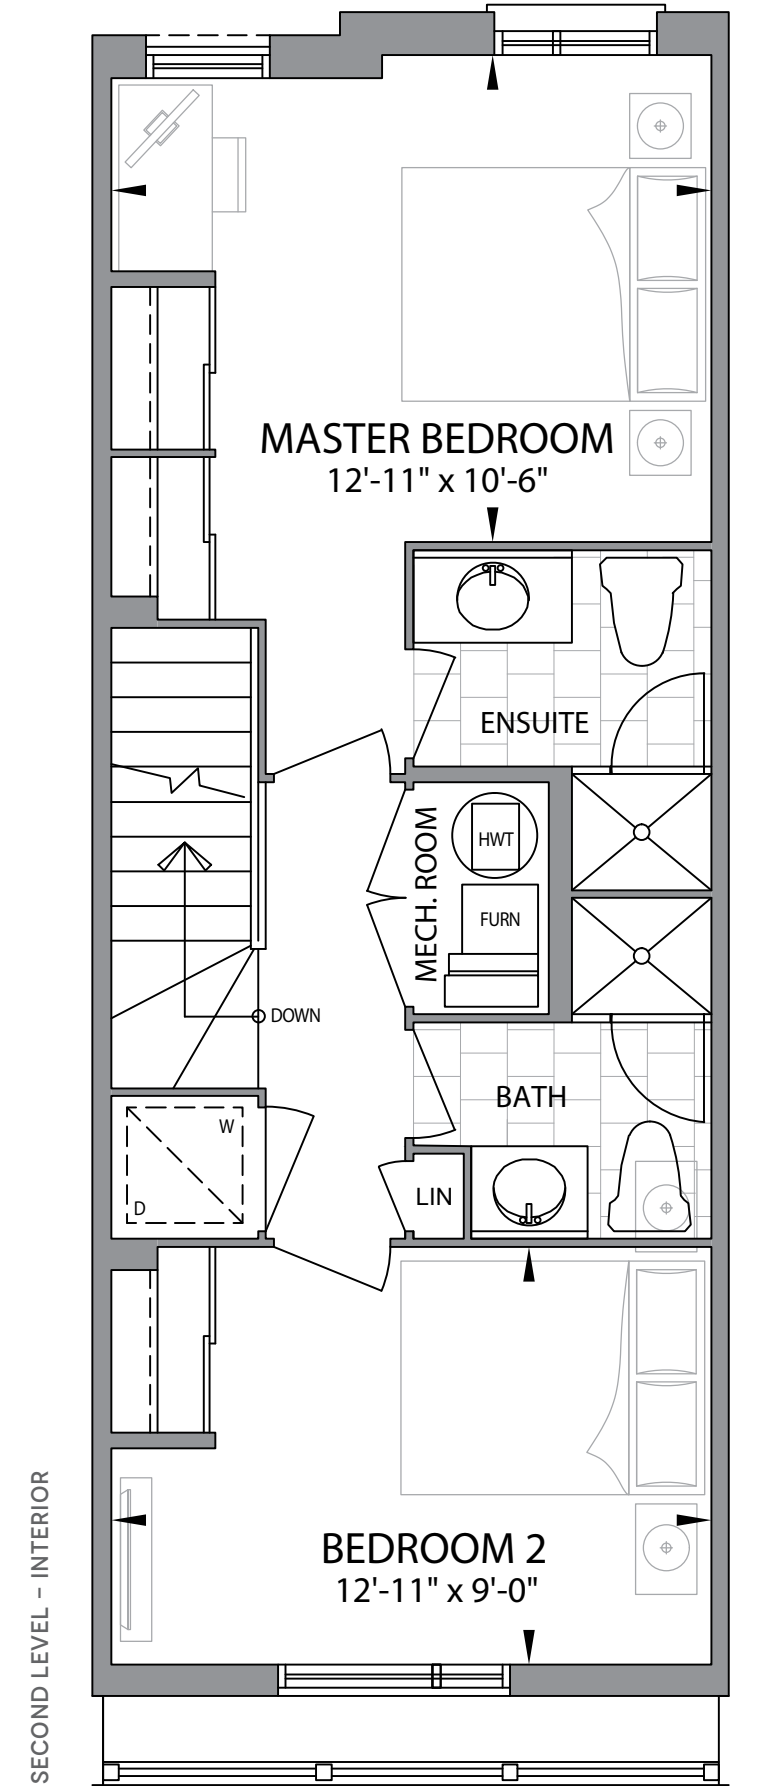 MASTER BEDROOM
12'-11" x 10'-6"
ENSUITE
MECH. ROOM
HWT
FURN
DOWN
BATH
W
D
LIN
BEDROOM 2
12'-11" x 9'-0"
SECOND LEVEL – INTERIOR